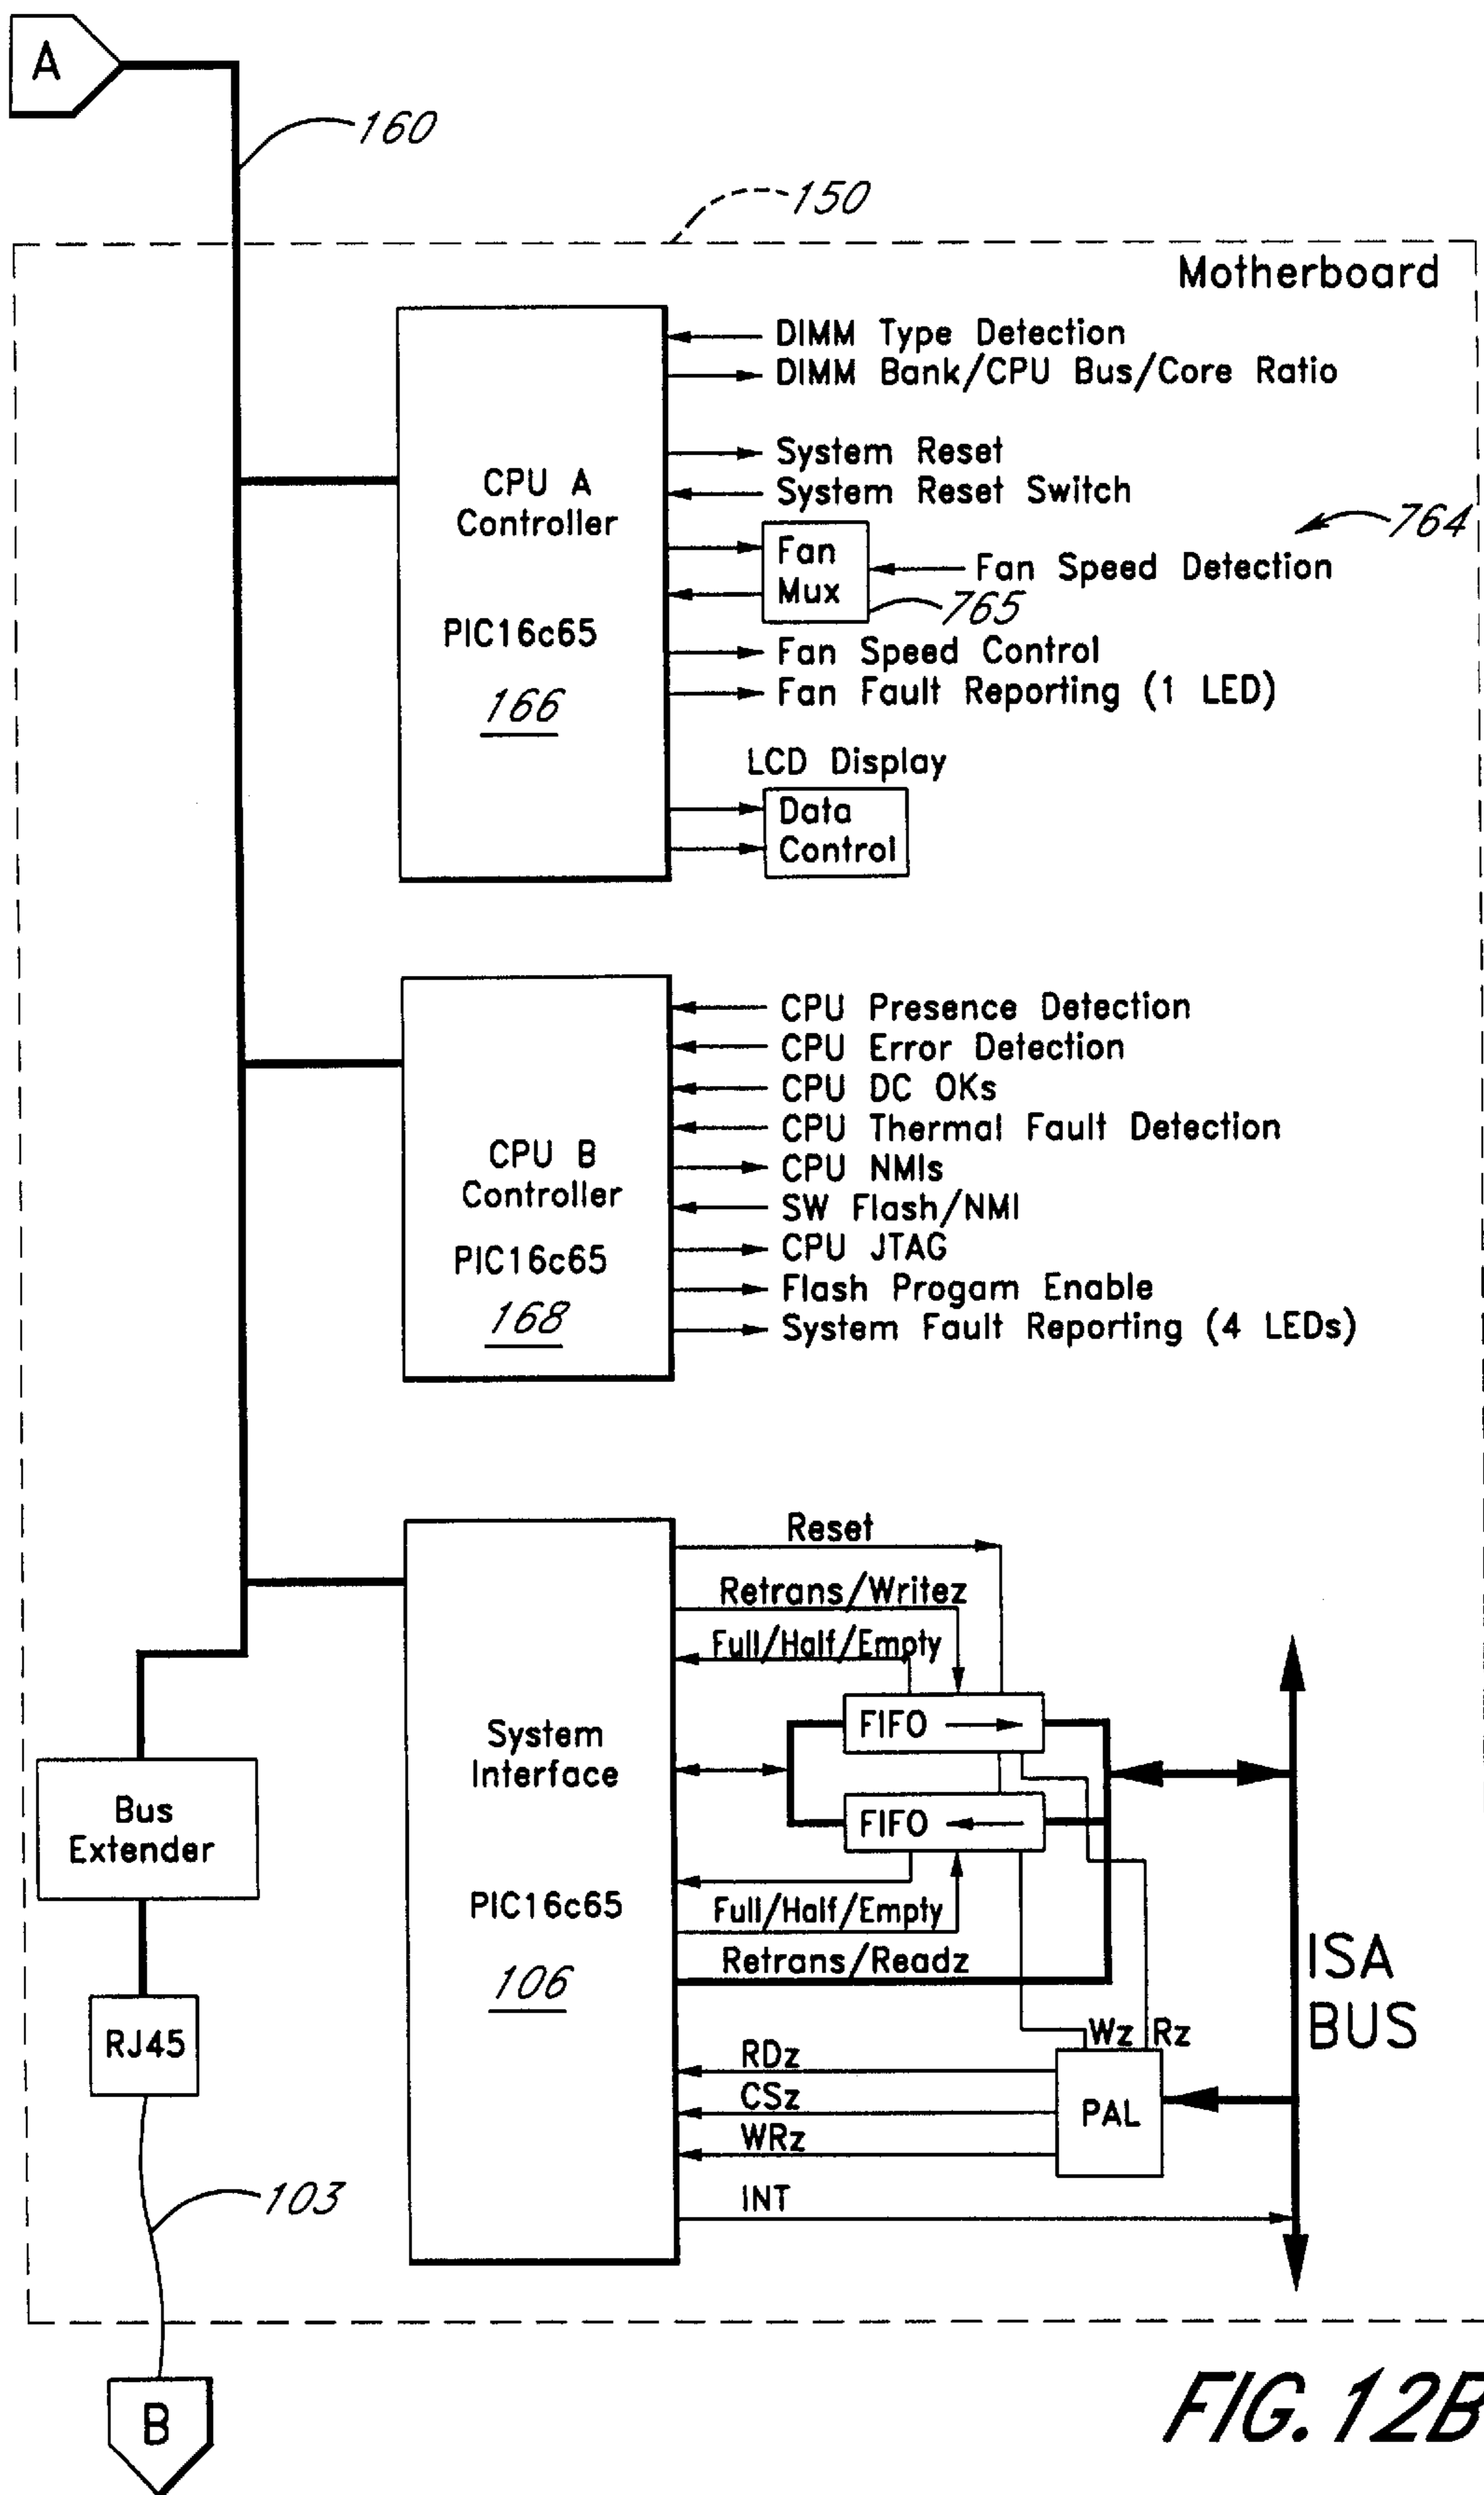 A
160
150
Motherboard
DIMM Type Detection
DIMM Bank/CPU Bus/Core Ratio
System Reset
System Reset Switch
CPU A
Controller
PIC16c65
166
764
Fan
Mux
Fan Speed Detection
765
Fan Speed Control
Fan Fault Reporting (1 LED)
LCD Display
Data
Control
CPU B
Controller
PIC16c65
168
CPU Presence Detection
CPU Error Detection
CPU DC OKs
CPU Thermal Fault Detection
CPU NMIs
SW Flash/NMI
CPU JTAG
Flash Progam Enable
System Fault Reporting (4 LEDs)
System
Interface
PIC16c65
106
Reset
Retrans/Writez
Full/Half/Empty
FIFO
FIFO
Full/Half/Empty
Retrans/Readz
Wz Rz
RDz
CSz
WRz
INT
PAL
ISA
BUS
Bus
Extender
RJ45
103
B
FIG. 12B